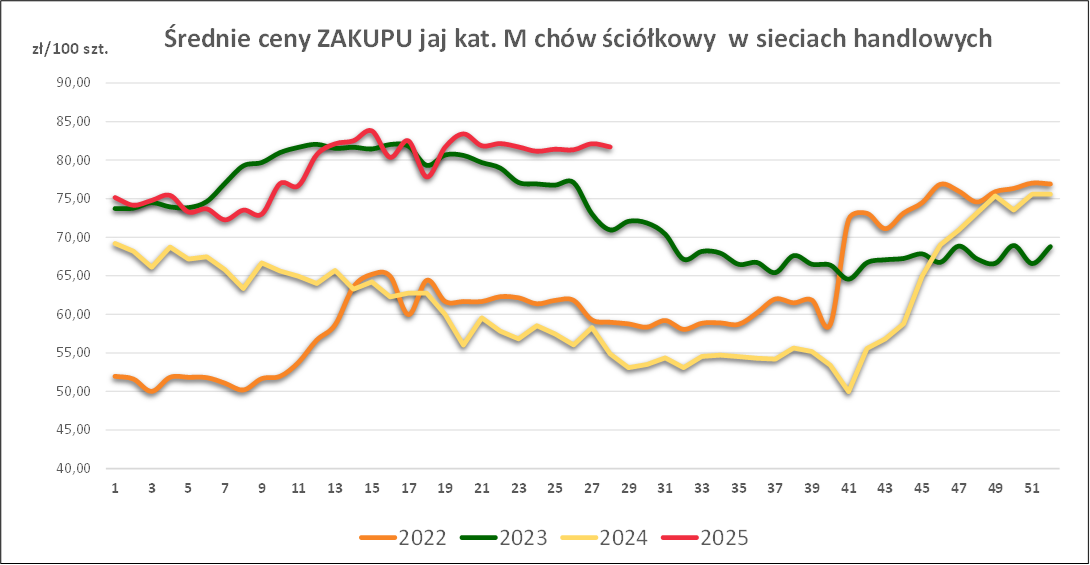 Średnie ceny ZAKUPU jaj kat. M chów ściółkowy w sieciach handlowych
zł/100 szt.
90,00
85,00
80,00
75,00
70,00
65,00
60,00
55,00
50,00
45,00
40,00
1 3 5 7 9 11 13 15 17 19 21 23 25 27 29 31 33 35 37 39 41 43 45 47 49 51
2022 2023 2024 2025